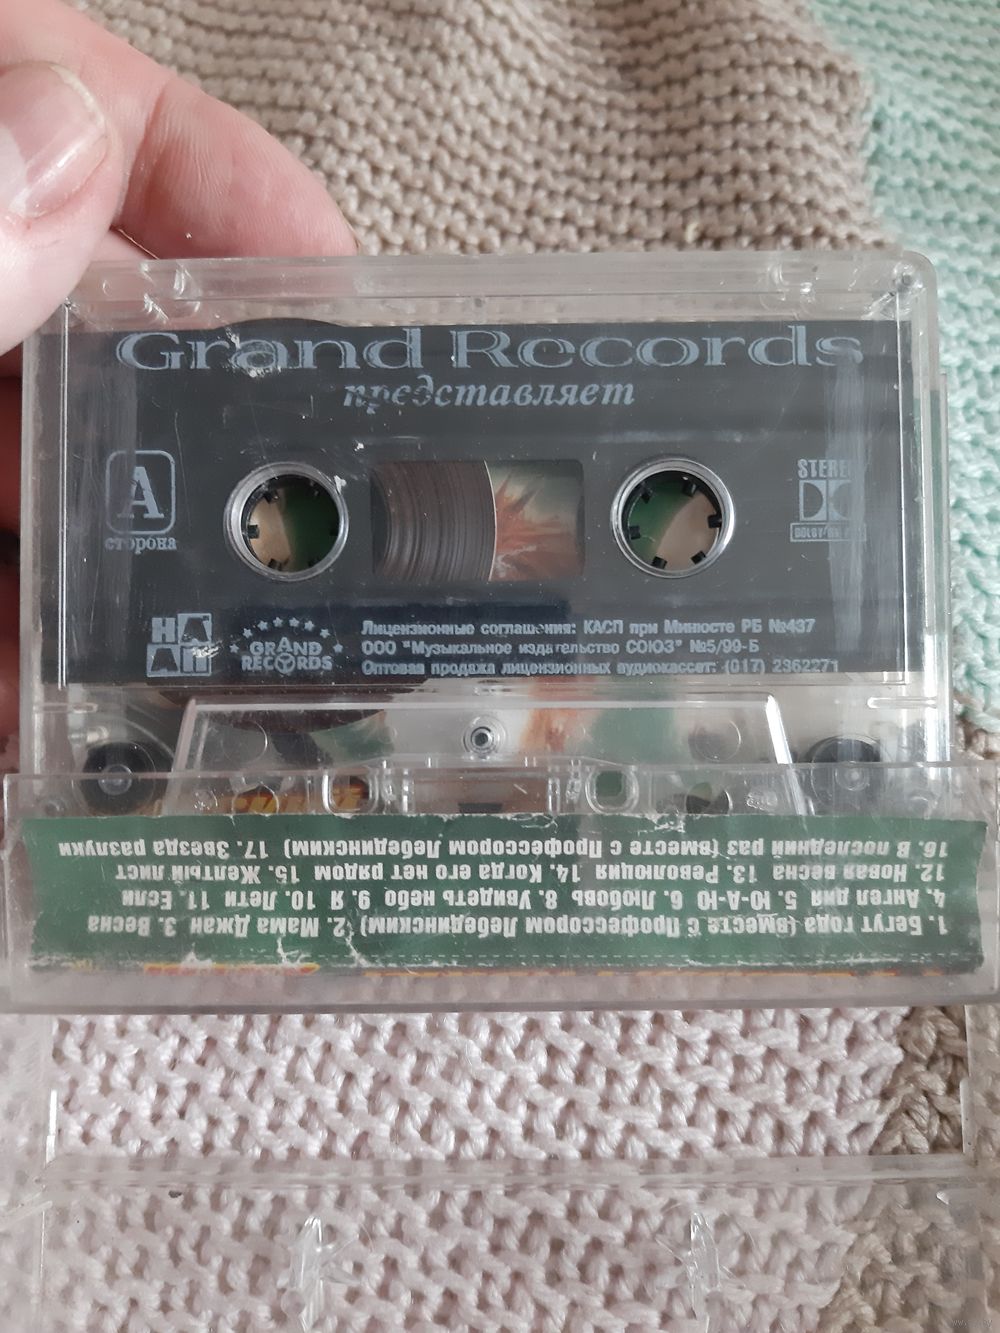 Grand Records
представляет
A
сторона
STEREO
НАДА
GRAND
RECORDS
Лицензионные соглашения: КАСП при Минюсте РБ №437
ООО "Музыкальное издательство СОЮЗ" №5/99-Б
Оптовая продажа лицензионных аудиокассет: (017) 2362271
1. Бегут года (вместе с Профессором Лебединским) 2. Мама Джан 3. Весна
4. Ангел дня 5. Ю-А-Ю 6. Любовь 8. Увидеть небо 9. Я 10. Лети 11. Если
12. Новая весна 13. Революция 14. Когда его нет рядом 15. Желтый лист
16. В последний раз (вместе с Профессором Лебединским) 17. Звезда разлуки